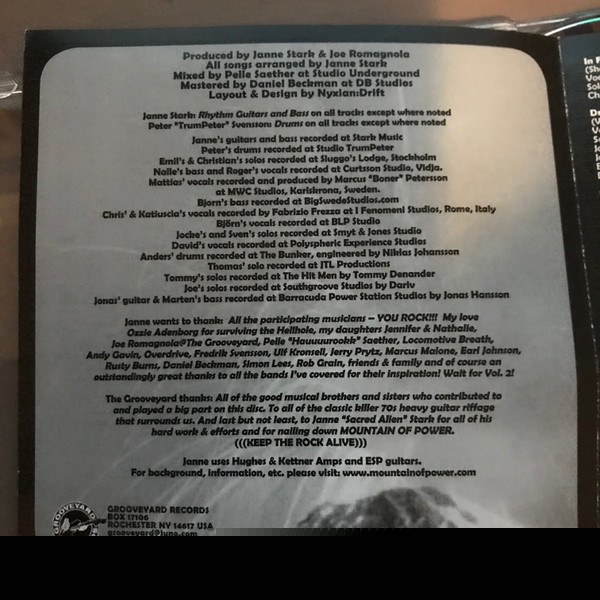 Produced by Janne Stark & Joe Romagnola
All songs arranged by Janne Stark
Mixed by Pelle Saether at Studio Underground
Mastered by Daniel Beckman at DB Studios
Layout & Design by Nyxian:Drift
Janne Stark: Rhythm Guitars and Bass on all tracks except where noted
Peter "TrumPeter" Svensson: Drums on all tracks except where noted
Janne's guitars and bass recorded at Stark Music
Peter's drums recorded at Studio TrumPeter
Emil's & Christian's solos recorded at Sluggo's Lodge, Stockholm
Nalle's bass and Roger's vocals recorded at Curtsson Studio, Vidja.
Mattias' vocals recorded and produced by Marcus "Boner" Petersson
at MWC Studios, Karlskrona, Sweden.
Bjorn's bass recorded at BigSwedeStudios.com
Chris' & Katiuscia's vocals recorded by Fabrizio Frezza at I Fenomeni Studios, Rome, Italy
Björn's vocals recorded at BLP Studio
Jocke's and Sven's solos recorded at Smyt & Jones Studio
David's vocals recorded at Polyspheric Experience Studios
Anders' drums recorded at The Bunker, engineered by Niklas Johansson
Thomas' solo recorded at JTL Productions
Tommy's solos recorded at The Hit Men by Tommy Denander
Joe's solos recorded at Southgroove Studios by Dariv
Jonas' guitar & Marten's bass recorded at Barracuda Power Station Studios by Jonas Hansson
Janne wants to thank: All the participating musicians – YOU ROCK!!! My love
Ozzie Adenborg for surviving the Hellhole, my daughters Jennifer & Nathalie,
Joe Romagnola@The Grooveyard, Pelle "Hauuuurookk" Saether, Locomotive Breath,
Andy Gavin, Overdrive, Fredrik Svensson, Ulf Kronsell, Jerry Prytz, Marcus Malone, Earl Johnson,
Rusty Burns, Daniel Beckman, Simon Lees, Rob Grain, friends & family and of course an
outstandingly great thanks to all the bands I've covered for their inspiration! Wait for Vol. 2!
The Grooveyard thanks: All of the good musical brothers and sisters who contributed to
and played a big part on this disc. To all of the classic killer 70s heavy guitar riffage
that surrounds us. And last but not least, to Janne "Sacred Allen" Stark for all of his
hard work & efforts and for nailing down MOUNTAIN OF POWER.
(((KEEP THE ROCK ALIVE)))
Janne uses Hughes & Kettner Amps and ESP guitars.
For background, information, etc. please visit: www.mountainofpower.com
GROOVEYARD RECORDS
BOX 17106
ROCHESTER NY 14617 USA